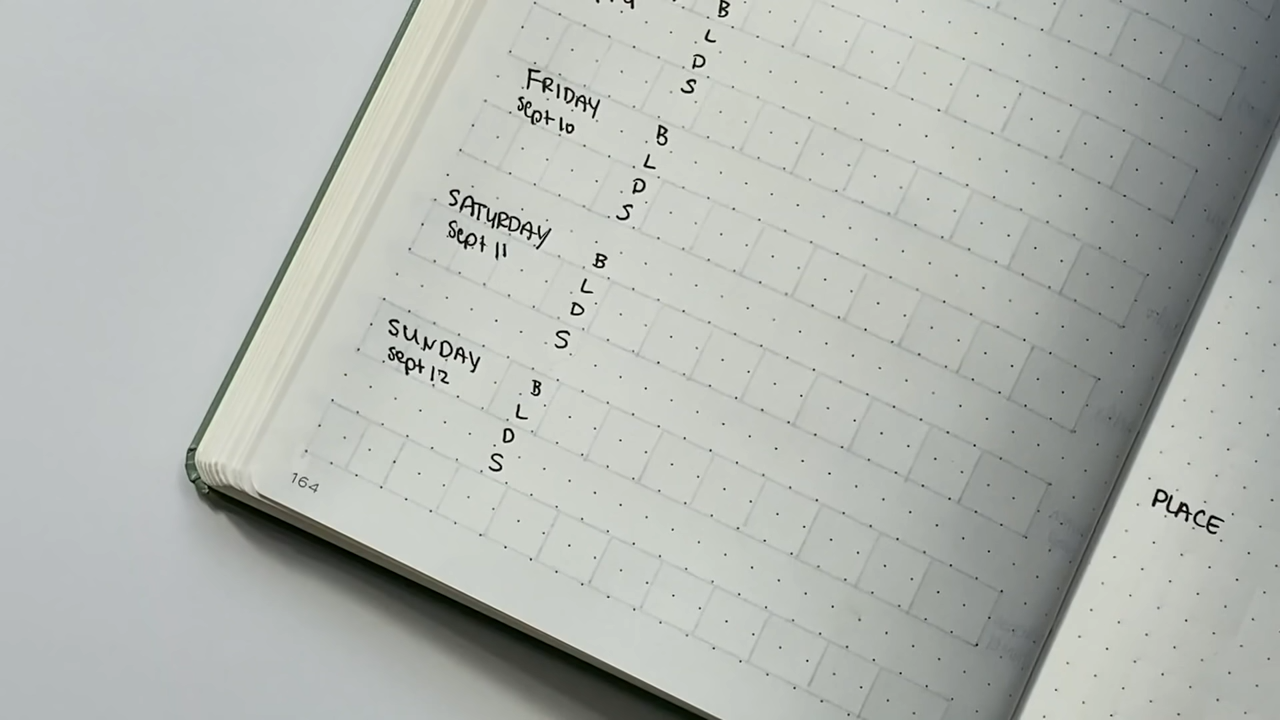 B
L
D
S
FRIDAY
Sept 10
B
L
D
S
SATURDAY
Sept 11
B
L
D
S
SUNDAY
Sept 12
B
L
D
S
164
PLACE